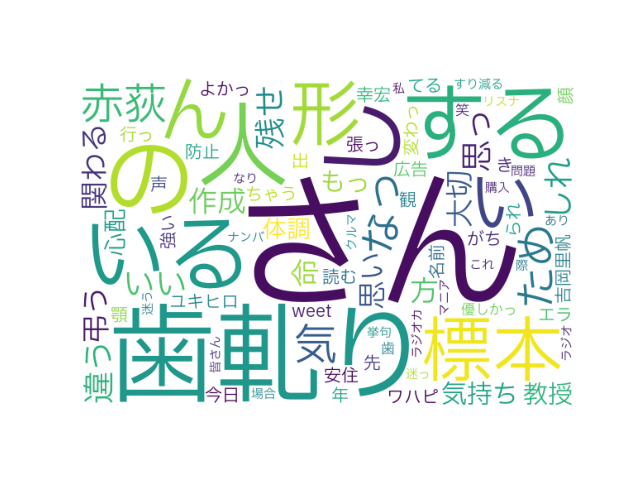 よかっ
てる
すり減る
私
リスナ
顔
赤荻
ん
形
っ
する
残せ
幸宏
笑
変わっ
行っ
防止
関わる
の
人
出
張っ
思っ
き
問題
声
なり
作成
ちゃう
もっ
広告
観
大切
い
しれ
購入
られ
あり
心配
いる
強い
さん
体調
命
思い
なっ
クルマ
がち
ため
吉岡里帆
ナンバ
いい
読む
方
名前
これ
際
弔う
顎
迷う
ユキヒロ
weet
マニア
優しかっ
エラ
歯軋り
気
ラジオカ
挙句
歯
標本
ラジオ
違う
皆さん
先
安住
迷っ
今日
場合
年
ワハピ
気持ち
教授